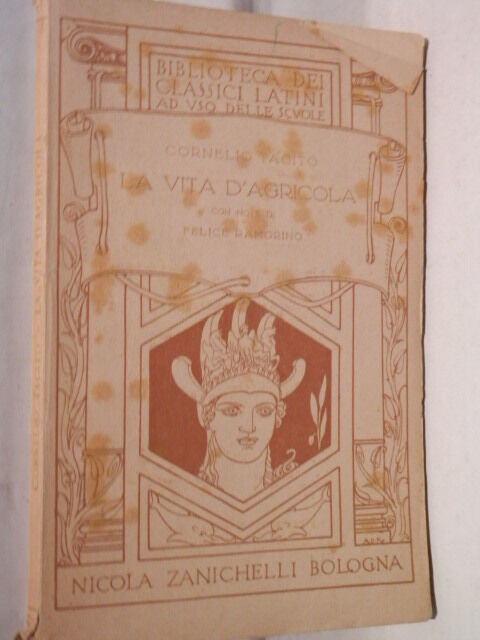 BIBLIOTECA DEI
CLASSICI LATINI
AD VSO DELLE SCVOLE
CORNELIO TACITO
LA VITA D'AGRICOLA
CON NOTE DI
FELICE RAMORINO
NICOLA ZANICHELLI BOLOGNA